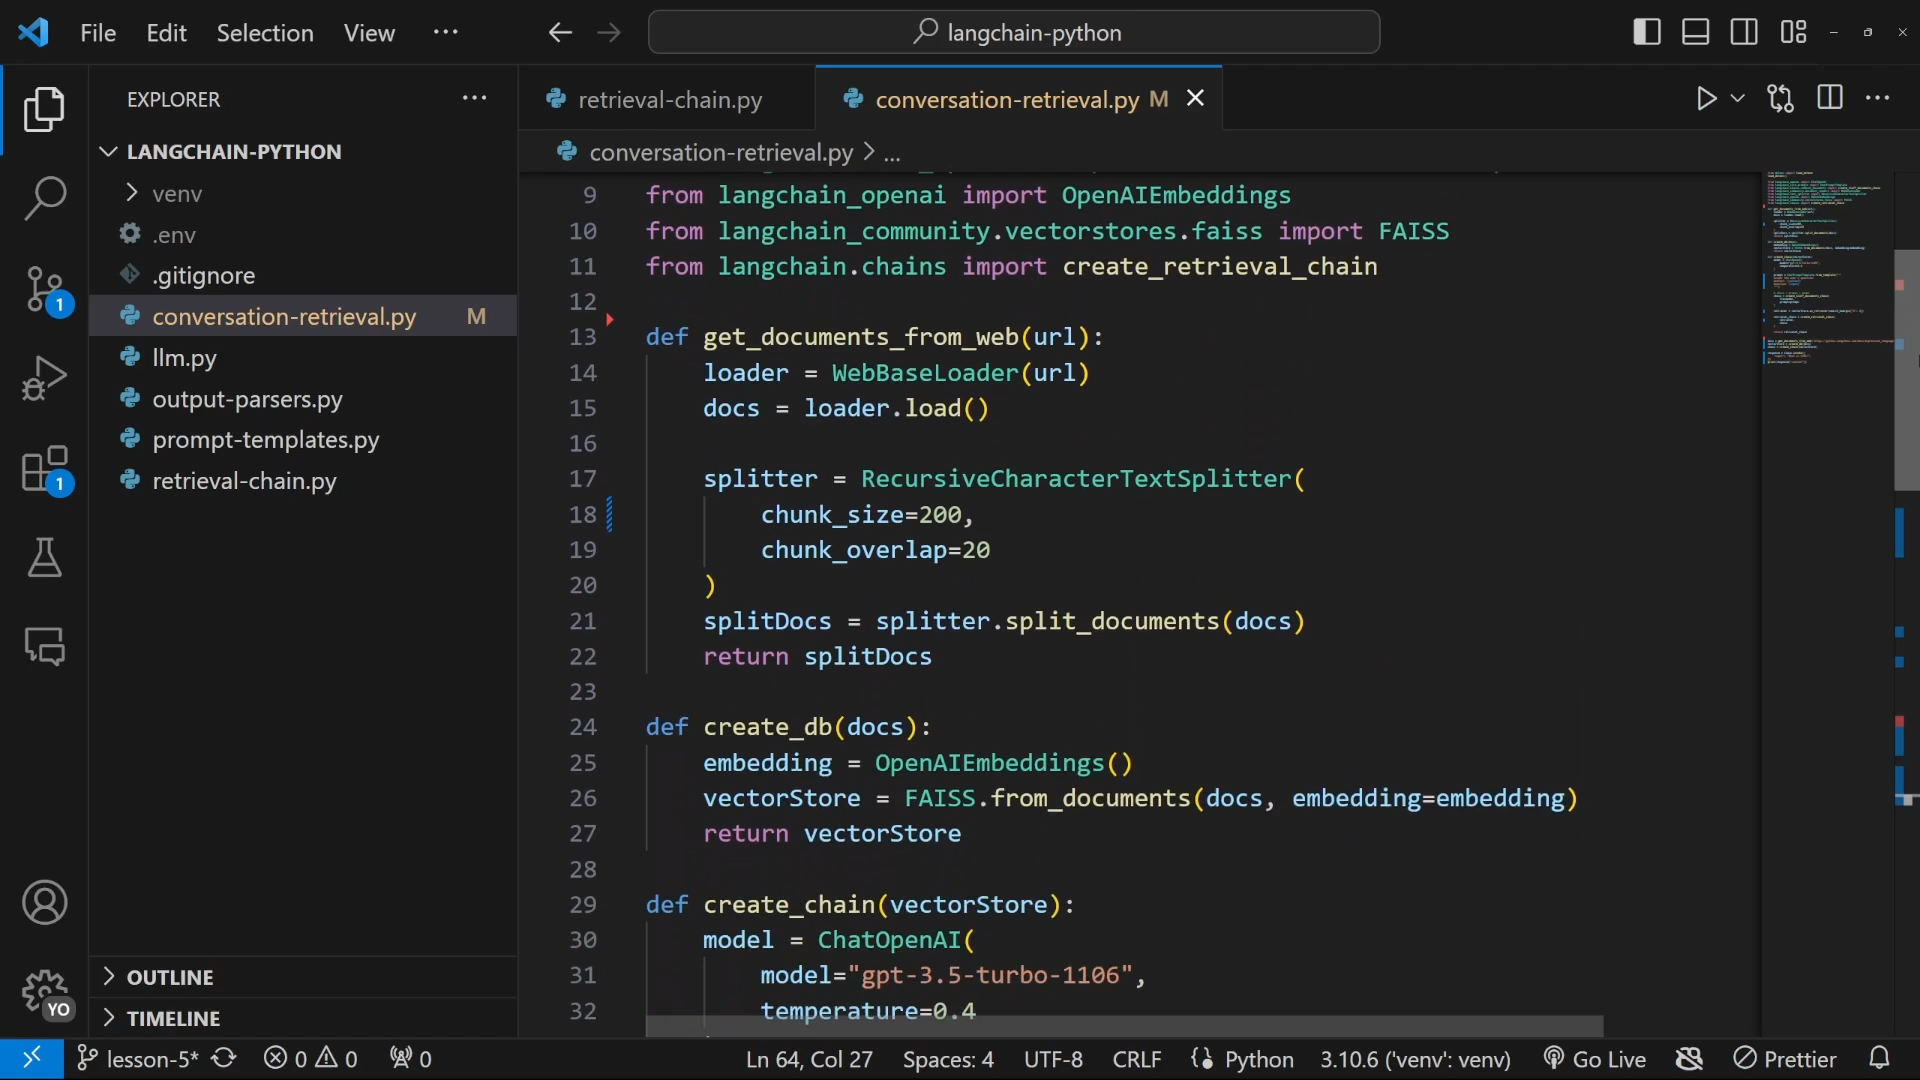 File Edit Selection View ···
langchain-python
EXPLORER
LANGCHAIN-PYTHON
venv
.env
.gitignore
conversation-retrieval.py M
llm.py
output-parsers.py
prompt-templates.py
retrieval-chain.py
OUTLINE
TIMELINE
1
1
YO
retrieval-chain.py
conversation-retrieval.py M
conversation-retrieval.py > ...
9 from langchain_openai import OpenAIEmbeddings
10 from langchain_community.vectorstores.faiss import FAISS
11 from langchain.chains import create_retrieval_chain
12
13 def get_documents_from_web(url):
14 loader = WebBaseLoader(url)
15 docs = loader.load()
16
17 splitter = RecursiveCharacterTextSplitter(
18 chunk_size=200,
19 chunk_overlap=20
20 )
21 splitDocs = splitter.split_documents(docs)
22 return splitDocs
23
24 def create_db(docs):
25 embedding = OpenAIEmbeddings()
26 vectorStore = FAISS.from_documents(docs, embedding=embedding)
27 return vectorStore
28
29 def create_chain(vectorStore):
30 model = ChatOpenAI(
31 model="gpt-3.5-turbo-1106",
32 temperature=0.4
lesson-5* 0 0 0 Ln 64, Col 27 Spaces: 4 UTF-8 CRLF Python 3.10.6 ('venv': venv) Go Live Prettier